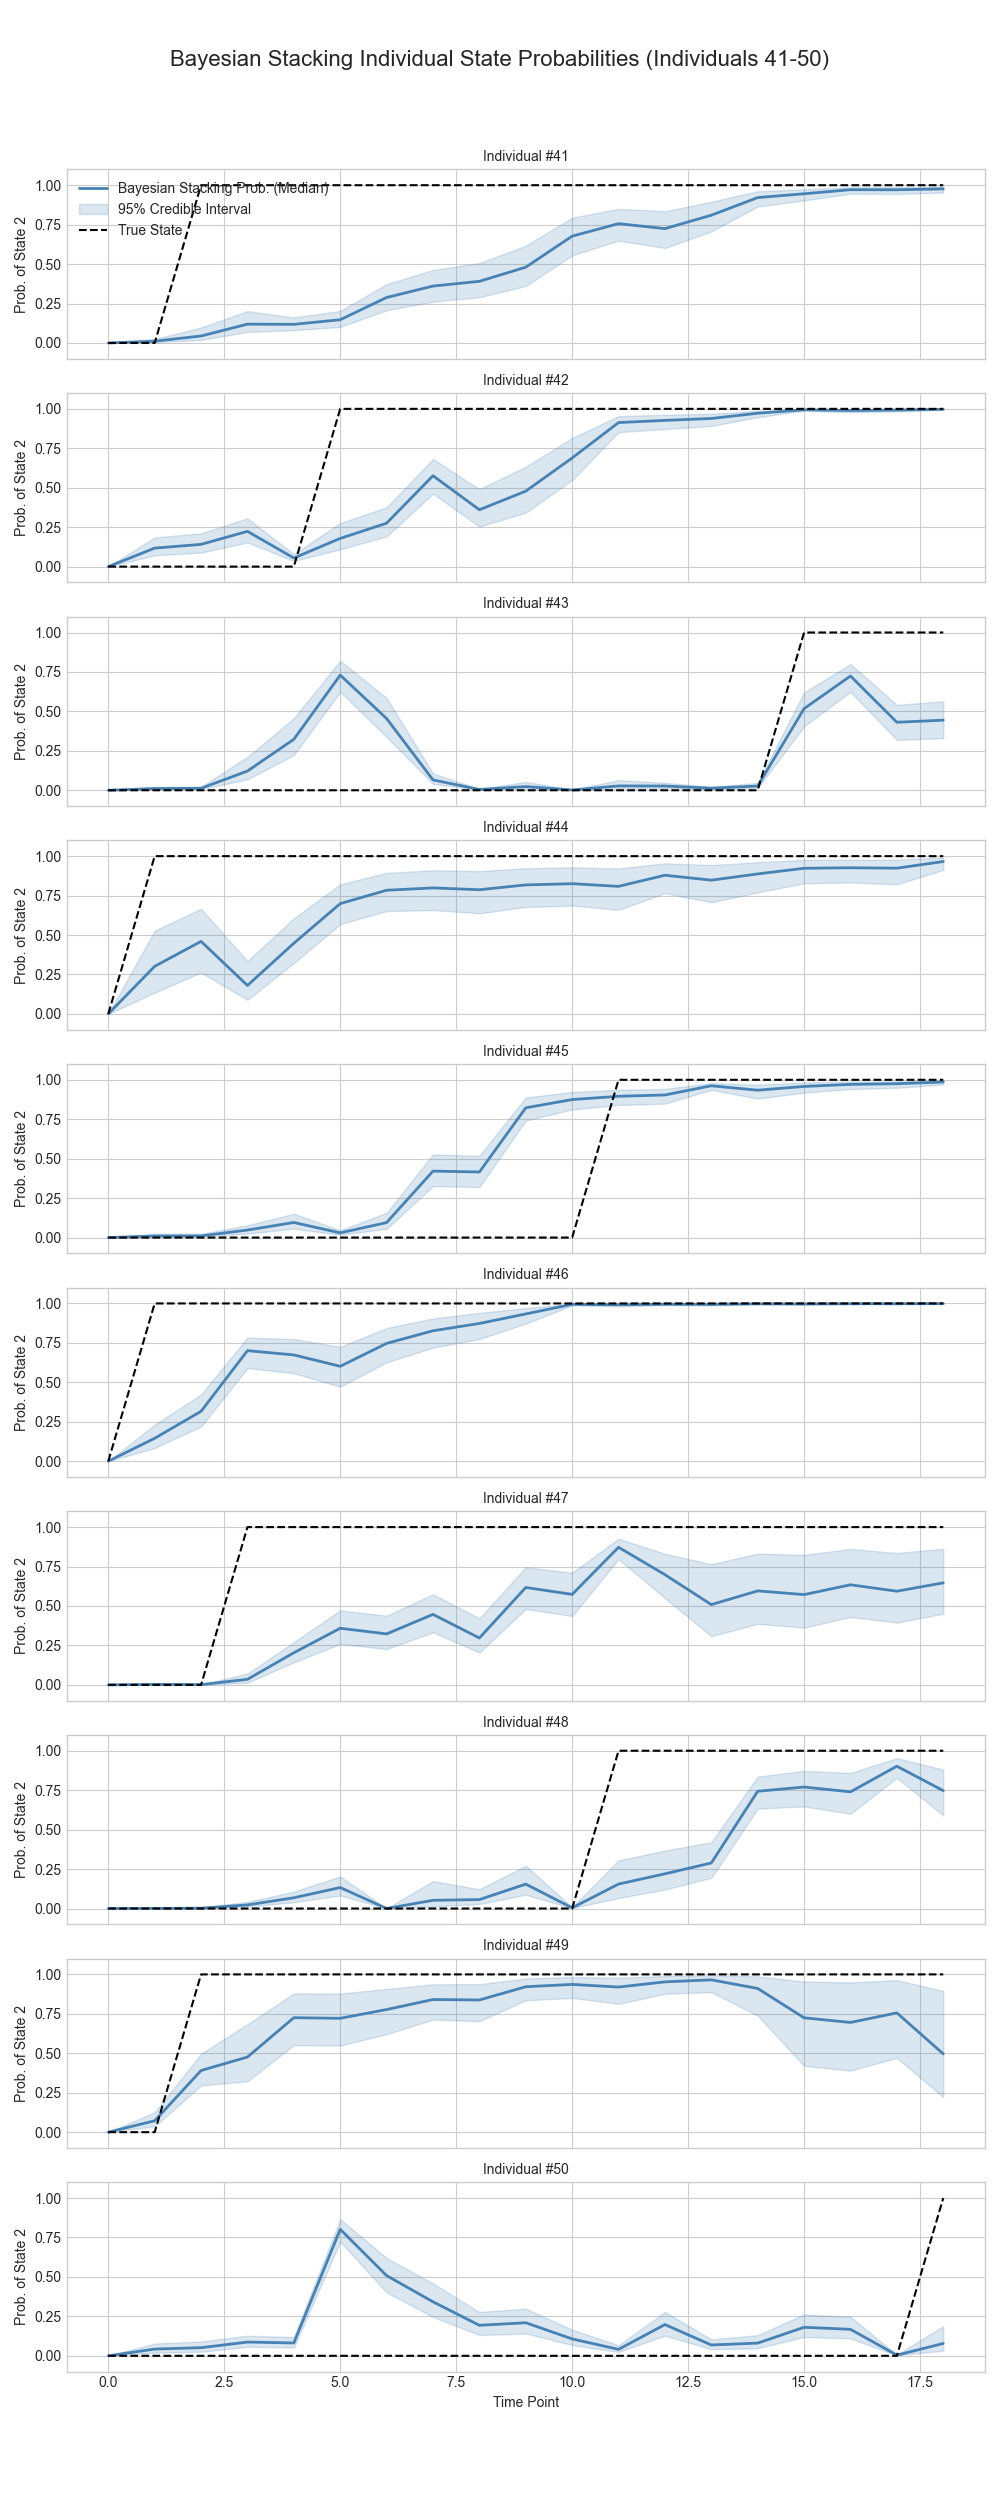 Bayesian Stacking Individual State Probabilities (Individuals 41-50)
Individual #41
Prob. of State 2
1.00
0.75
0.50
0.25
0.00
Bayesian Stacking Prob. (Median)
95% Credible Interval
True State
Individual #42
Prob. of State 2
1.00
0.75
0.50
0.25
0.00
Individual #43
Prob. of State 2
1.00
0.75
0.50
0.25
0.00
Individual #44
Prob. of State 2
1.00
0.75
0.50
0.25
0.00
Individual #45
Prob. of State 2
1.00
0.75
0.50
0.25
0.00
Individual #46
Prob. of State 2
1.00
0.75
0.50
0.25
0.00
Individual #47
Prob. of State 2
1.00
0.75
0.50
0.25
0.00
Individual #48
Prob. of State 2
1.00
0.75
0.50
0.25
0.00
Individual #49
Prob. of State 2
1.00
0.75
0.50
0.25
0.00
Individual #50
Prob. of State 2
1.00
0.75
0.50
0.25
0.00
0.0 2.5 5.0 7.5 10.0 12.5 15.0 17.5
Time Point